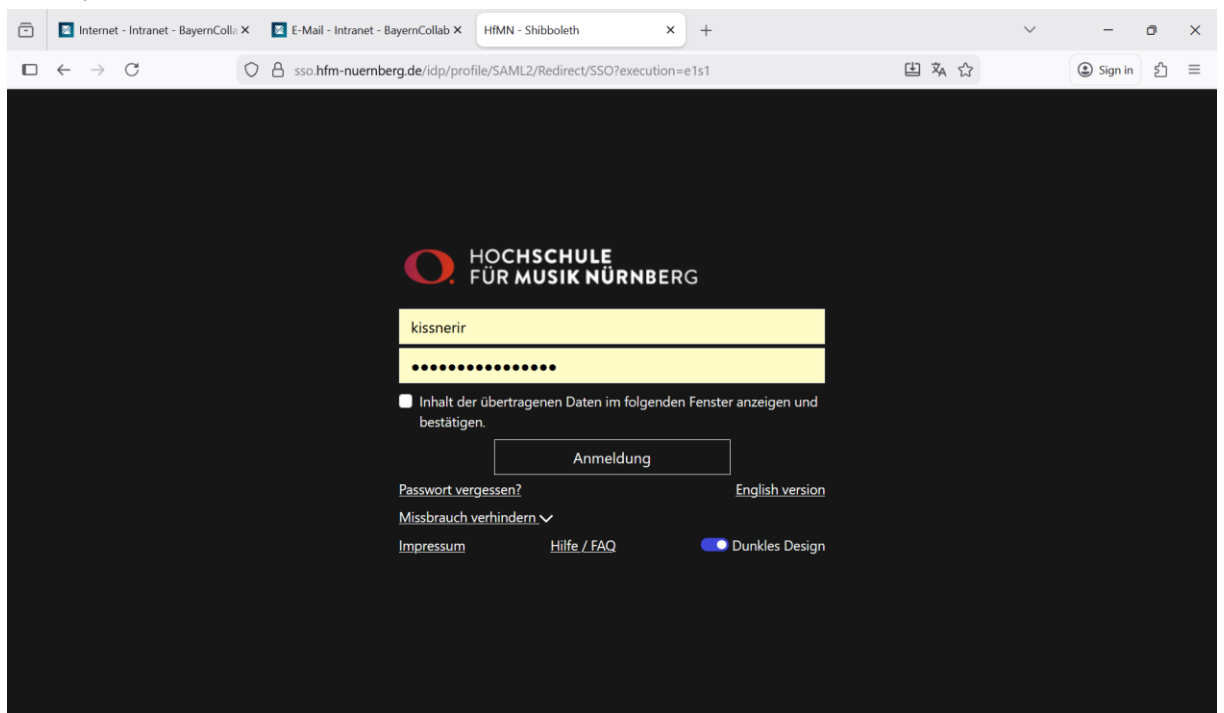 Internet - Intranet - BayernColla
E-Mail - Intranet - BayernCollab
HfMN - Shibboleth
sso.hfm-nuernberg.de/idp/profile/SAML2/Redirect/SSO?execution=e1s1
Sign in
HOCHSCHULE
FÜR MUSIK NÜRNBERG
kissnerir
••••••••••••••••
Inhalt der übertragenen Daten im folgenden Fenster anzeigen und
bestätigen.
Anmeldung
Passwort vergessen? English version
Missbrauch verhindern
Impressum Hilfe / FAQ Dunkles Design